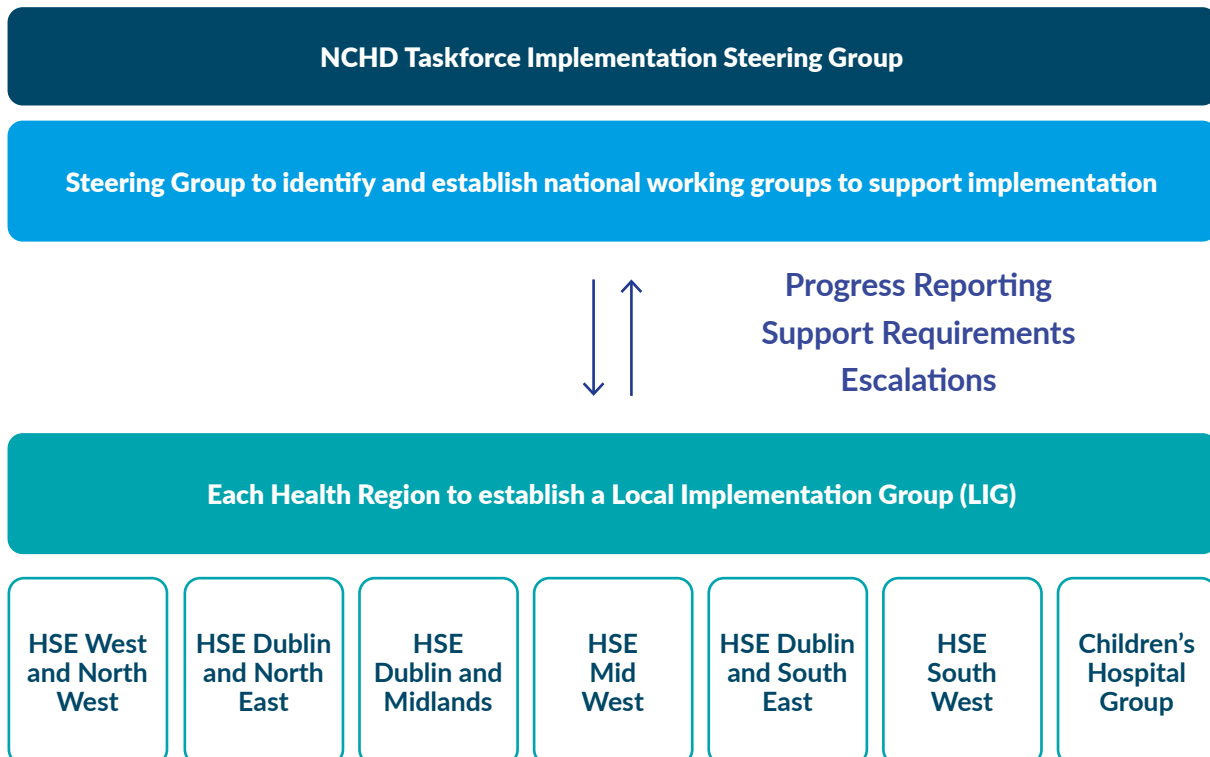 NCHD Taskforce Implementation Steering Group
Steering Group to identify and establish national working groups to support implementation
Progress Reporting
Support Requirements
Escalations
Each Health Region to establish a Local Implementation Group (LIG)
HSE West
and North
West
HSE Dublin
and North
East
HSE
Dublin and
Midlands
HSE
Mid
West
HSE Dublin
and South
East
HSE
South
West
Children’s
Hospital
Group